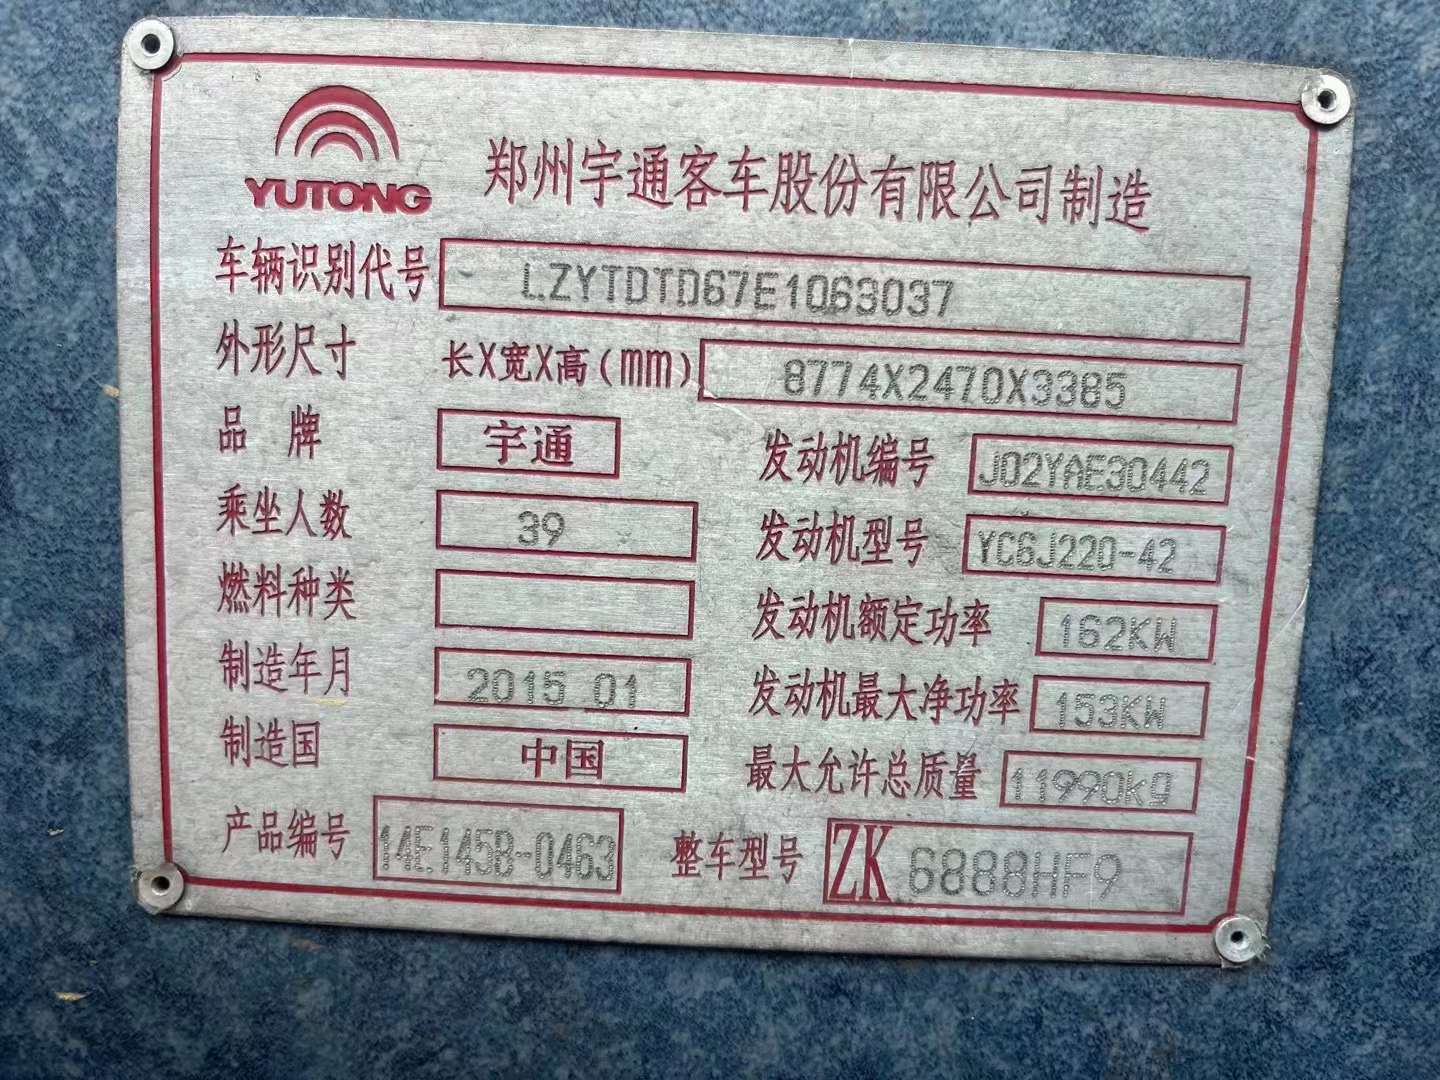 YUTONG
郑州宇通客车股份有限公司制造
车辆识别代号 LZYTDTD67E1063037
外形尺寸 长X宽X高(mm) 8774X2470X3385
品 牌 宇通 发动机编号 J02YAE30442
乘坐人数 39 发动机型号 YC6J220-42
燃料种类 发动机额定功率 162KW
制造年月 2015_01 发动机最大净功率 153KW
制造国 中国 最大允许总质量 11990kg
产品编号 14E145B-0463 整车型号 ZK 6888HF9